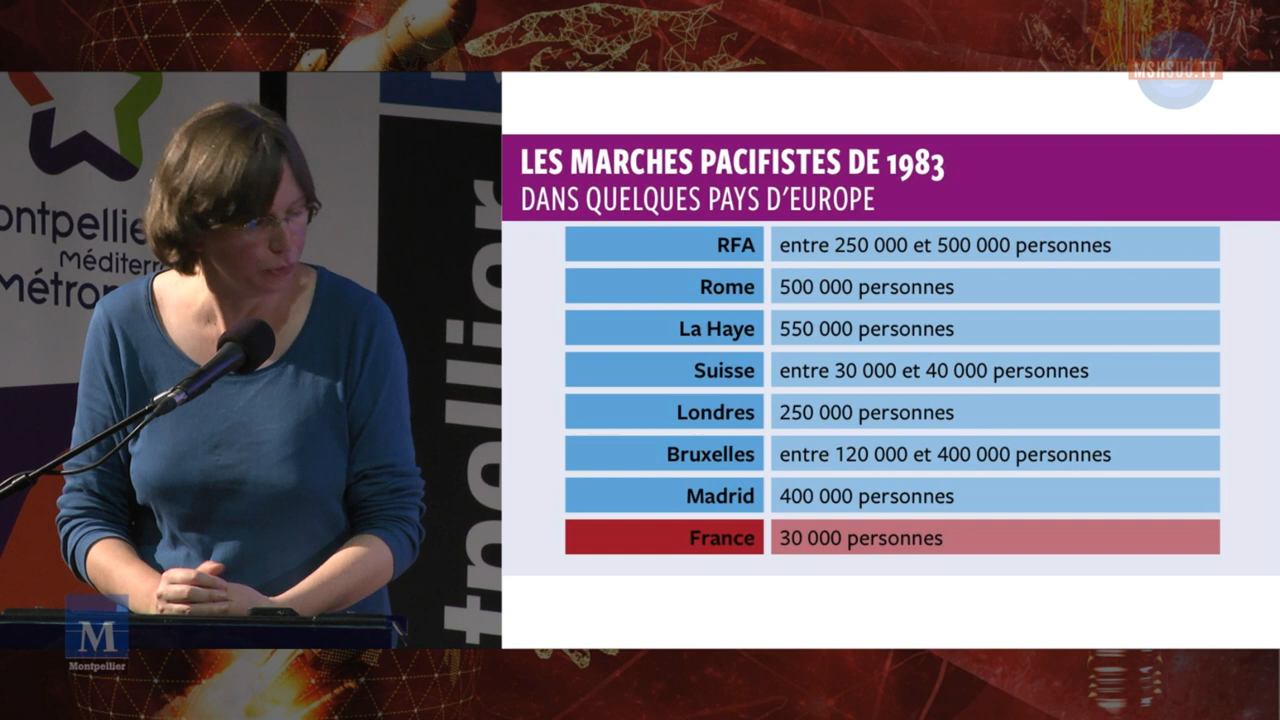 MSHSUD.TV
ontpellie
Méditerr
métro
tpellier
LES MARCHES PACIFISTES DE 1983
DANS QUELQUES PAYS D'EUROPE
RFA entre 250 000 et 500 000 personnes
Rome 500 000 personnes
La Haye 550 000 personnes
Suisse entre 30 000 et 40 000 personnes
Londres 250 000 personnes
Bruxelles entre 120 000 et 400 000 personnes
Madrid 400 000 personnes
France 30 000 personnes
M
Montpellier